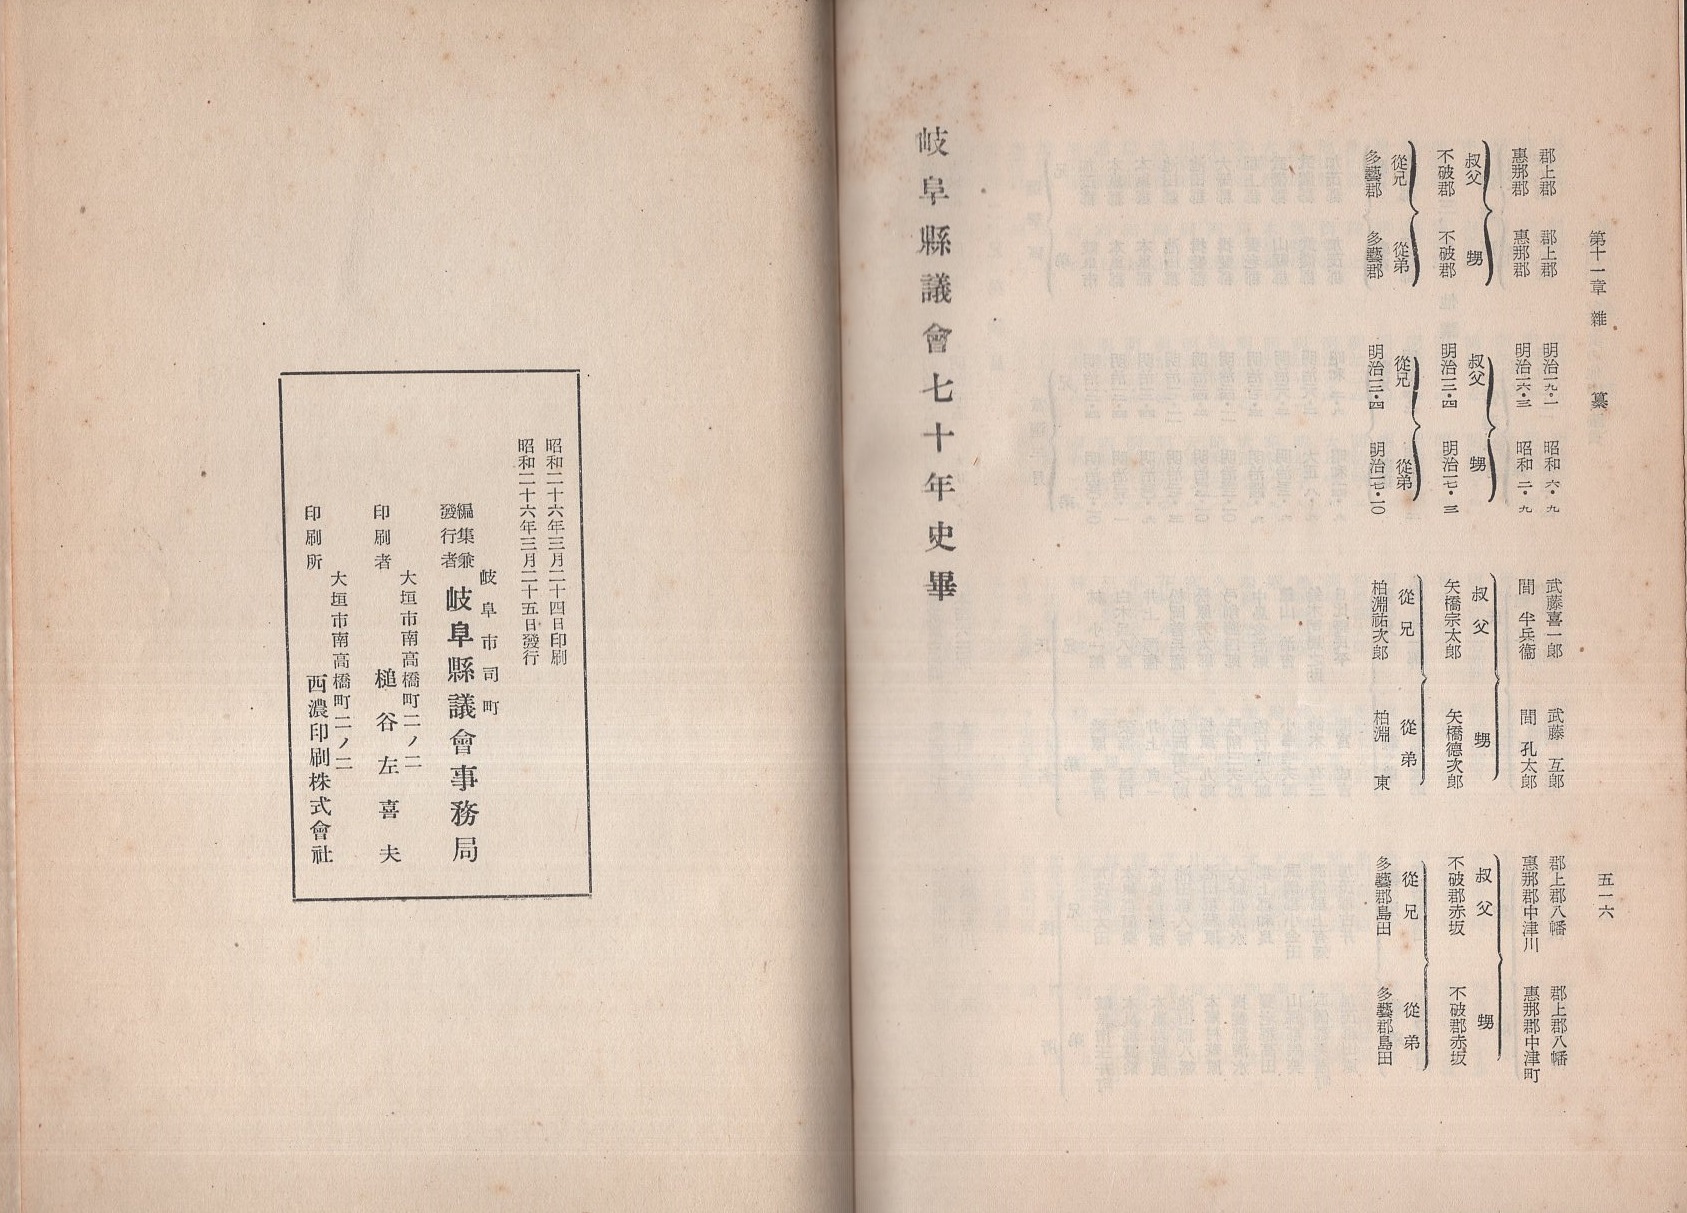 第十一章 雜纂
五一六
郡上郡 郡上郡 明治一九・一 昭和 六・九 武藤喜一郎 武藤 互郎 郡上郡八幡 郡上郡八幡
惠那郡 惠那郡 明治一六・三 昭和 二・九 間 半兵衞 間 孔太郎 惠那郡中津川 惠那郡中津町
叔父 甥 叔父 甥 叔父 甥 叔父 甥
不破郡 不破郡 明治一三・四 明治一七・三 矢橋宗太郎 矢橋德次郎 不破郡赤坂 不破郡赤坂
從兄 從弟 從兄 從弟 從兄 從弟 從兄 從弟
多藝郡 多藝郡 明治一三・四 明治一七・一〇 柏淵祐次郎 柏淵 東 多藝郡島田 多藝郡島田
岐阜縣議會七十年史畢
昭和二十六年三月二十四日印刷
昭和二十六年三月二十五日發行
岐阜市司町
編集兼發行者 岐阜縣議會事務局
大垣市南高橋町二ノ二
印刷者 槌谷左喜夫
大垣市南高橋町二ノ二
印刷所 西濃印刷株式會社